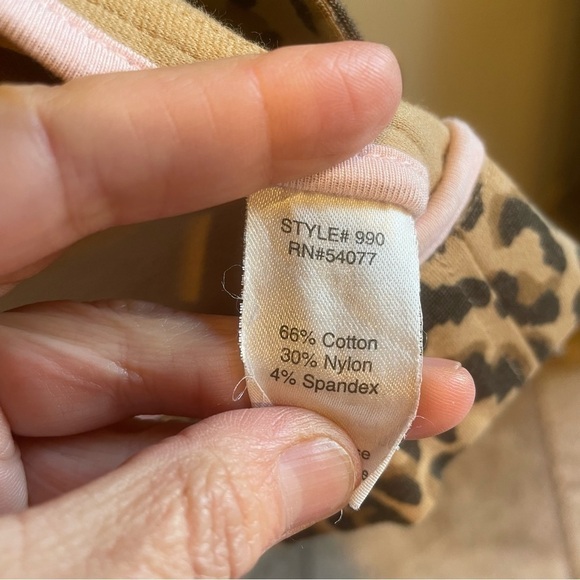 STYLE# 990
RN#54077
66% Cotton
30% Nylon
4% Spandex